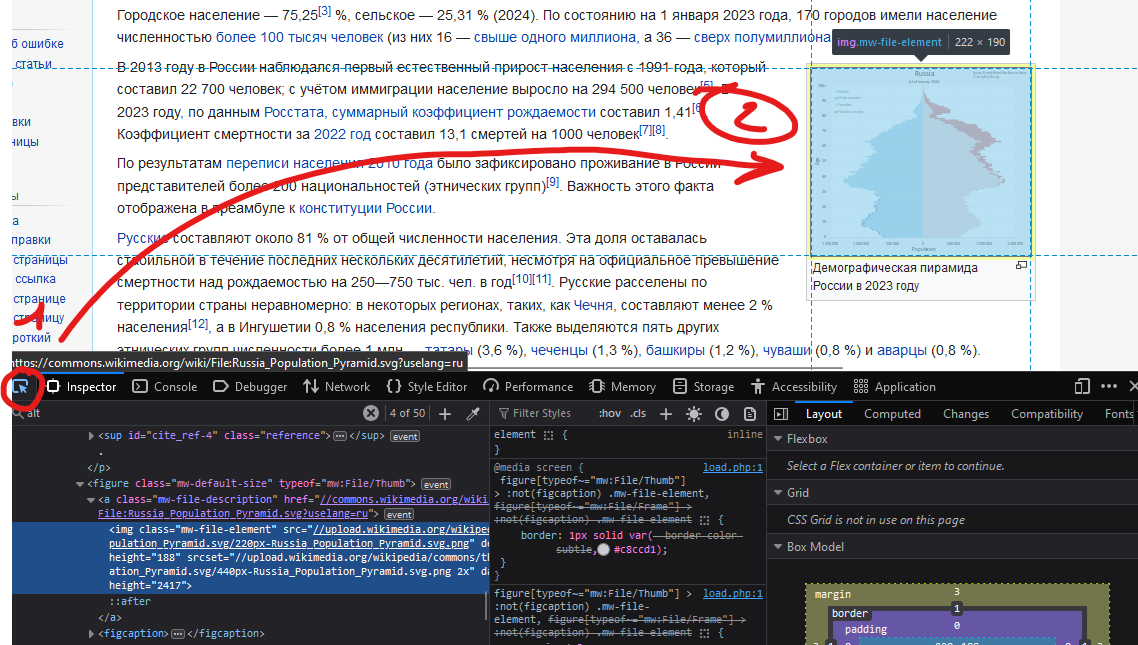 Городское население — 75,25[3] %, сельское — 25,31 % (2024). По состоянию на 1 января 2023 года, 170 городов имели население
численностью более 100 тысяч человек (из них 16 — свыше одного миллиона, а 36 — сверх полумиллиона
б ошибке
статьи
вки
ницы
ы
а
правки
страницы
ссылка
странице
страницу
роткий
img.mw-file-element 222 × 190
В 2013 году в России наблюдался первый естественный прирост населения с 1991 года, который
составил 22 700 человек; с учётом иммиграции население выросло на 294 500 человек[5]. В
2023 году, по данным Росстата, суммарный коэффициент рождаемости составил 1,41[6].
Коэффициент смертности за 2022 год составил 13,1 смертей на 1000 человек[7][8].
2
По результатам переписи населения 2010 года было зафиксировано проживание в России
представителей более 200 национальностей (этнических групп)[9]. Важность этого факта
отображена в преамбуле к конституции России.
Русские составляют около 81 % от общей численности населения. Эта доля оставалась
стабильной в течение последних нескольких десятилетий, несмотря на официальное превышение
смертности над рождаемостью на 250—750 тыс. чел. в год[10][11]. Русские расселены по
территории страны неравномерно: в некоторых регионах, таких, как Чечня, составляют менее 2 %
населения[12], а в Ингушетии 0,8 % населения республики. Также выделяются пять других
этнических групп численностью более 1 млн — татары (3,6 %), чеченцы (1,3 %), башкиры (1,2 %), чуваши (0,8 %) и аварцы (0,8 %).
Russia
Population
Демографическая пирамида
России в 2023 году
1
https://commons.wikimedia.org/wiki/File:Russia_Population_Pyramid.svg?uselang=ru
Inspector Console Debugger Network Style Editor Performance Memory Storage Accessibility Application
alt 4 of 50
Filter Styles :hov .cls
Layout Computed Changes Compatibility Fonts
<sup id="cite_ref-4" class="reference"> </sup> event
.
</p>
<figure class="mw-default-size" typeof="mw:File/Thumb"> event
<a class="mw-file-description" href="//commons.wikimedia.org/wiki
File:Russia_Population_Pyramid.svg?uselang=ru"> event
<img class="mw-file-element" src="//upload.wikimedia.org/wikipe
pulation_Pyramid.svg/220px-Russia_Population_Pyramid.svg.png" de
height="188" srcset="//upload.wikimedia.org/wikipedia/commons/th
ation_Pyramid.svg/440px-Russia_Population_Pyramid.svg.png 2x" da
height="2417">
::after
</a>
<figcaption> </figcaption>
element { inline
}
@media screen { load.php:1
figure[typeof~="mw:File/Thumb"]
> :not(figcaption) .mw-file-element,
figure[typeof~="mw:File/Frame"] >
:not(figcaption) .mw-file-element {
border: 1px solid var( --border-color-
subtle, #c8ccd1);
}
}
figure[typeof~="mw:File/Thumb"] > load.php:1
:not(figcaption) .mw-file-
element, figure[typeof~="mw:File/Frame"] >
:not(figcaption) .mw-file-element {
Flexbox
Select a Flex container or item to continue.
Grid
CSS Grid is not in use on this page
Box Model
margin 3
border 1
padding 0